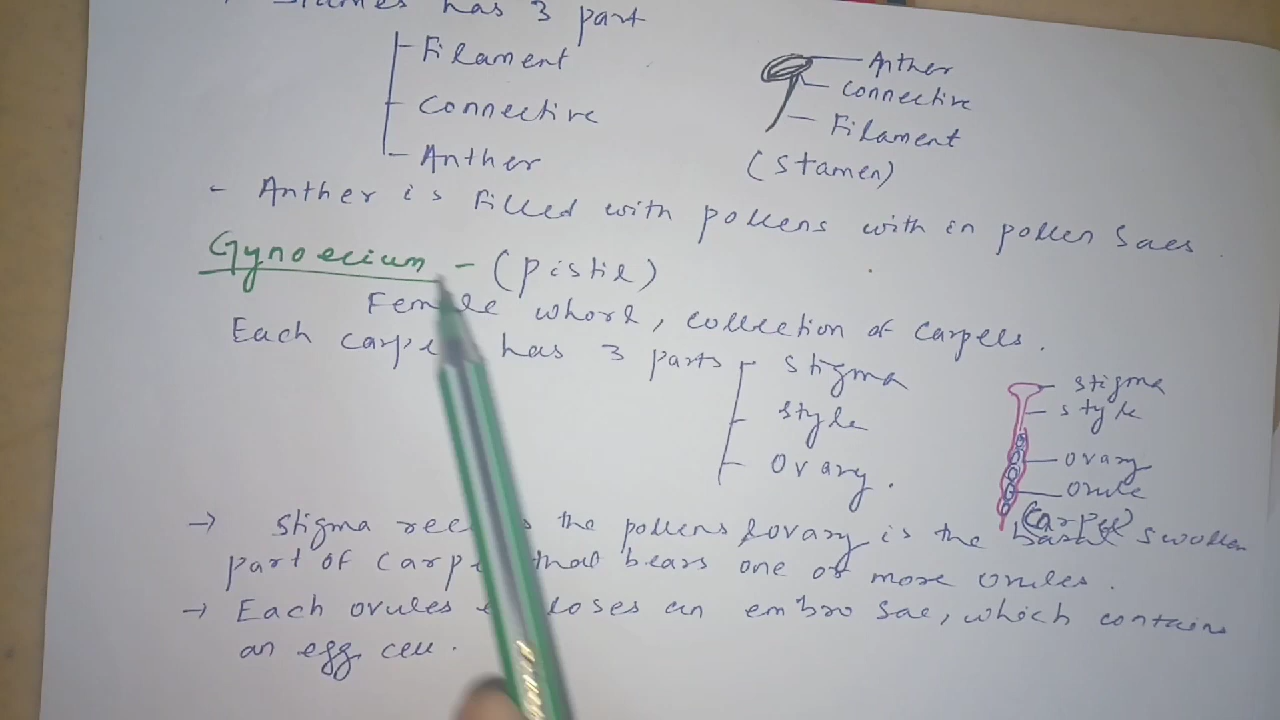 has 3 part
Filament
Connective
Anther
Anther
Connective
Filament
(Stamen)
- Anther is filled with pollens with in pollen Sacs.
Gynoecium - (pistil)
Female whorl, collection of carpels.
Each carpel has 3 parts
Stigma
Style
Ovary.
Stigma
Style
Ovary
Ovule
(Carpel)
→ Stigma the pollens & ovary is the basal swollen
part of carpel that bears one or more ovules.
→ Each ovules an embro sac, which contains
an egg cell.